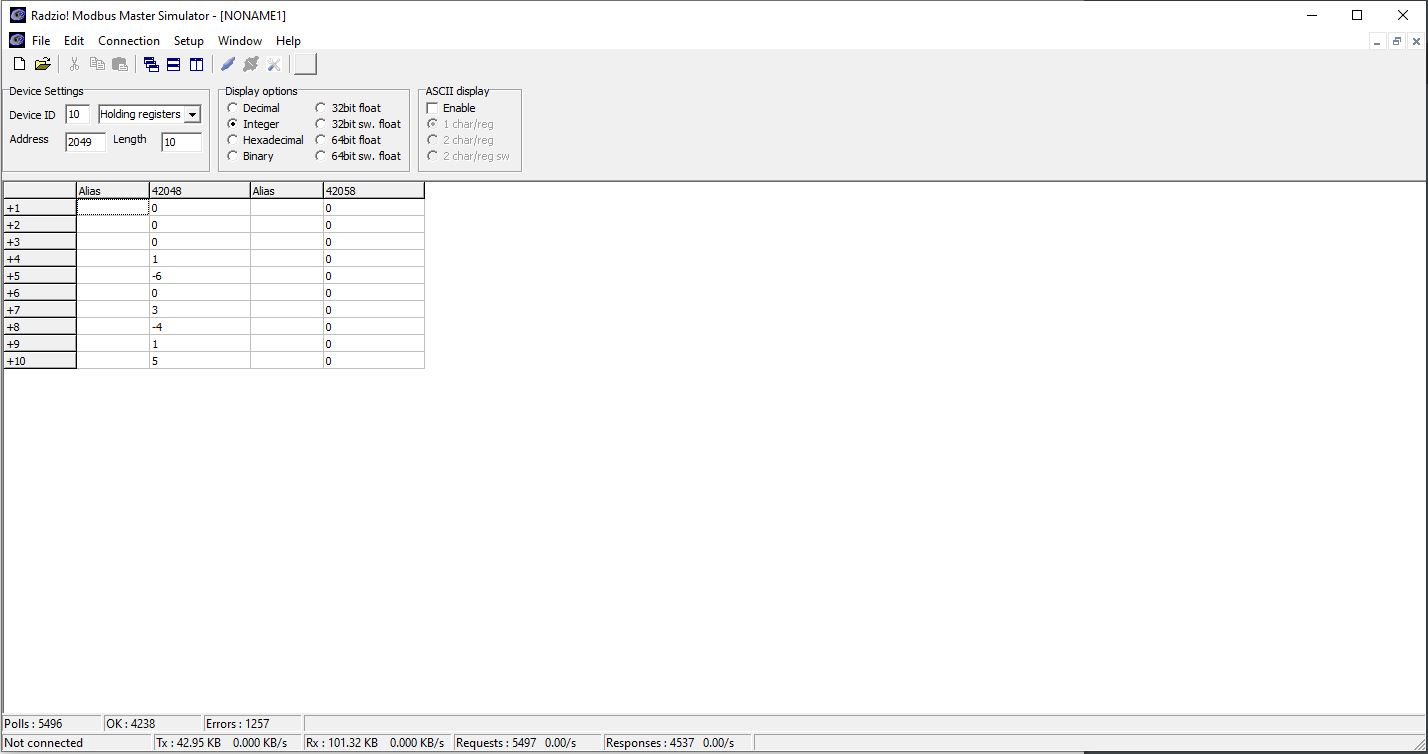 Radzio! Modbus Master Simulator - [NONAME1]
File Edit Connection Setup Window Help
Device Settings
Device ID 10 Holding registers
Address 2049 Length 10
Display options
Decimal 32bit float
Integer 32bit sw. float
Hexadecimal 64bit float
Binary 64bit sw. float
ASCII display
Enable
1 char/reg
2 char/reg
2 char/reg sw
Alias 42048 Alias 42058
+1 0 0
+2 0 0
+3 0 0
+4 1 0
+5 -6 0
+6 0 0
+7 3 0
+8 -4 0
+9 1 0
+10 5 0
Polls : 5496 OK : 4238 Errors : 1257
Not connected Tx : 42.95 KB 0.000 KB/s Rx : 101.32 KB 0.000 KB/s Requests : 5497 0.00/s Responses : 4537 0.00/s